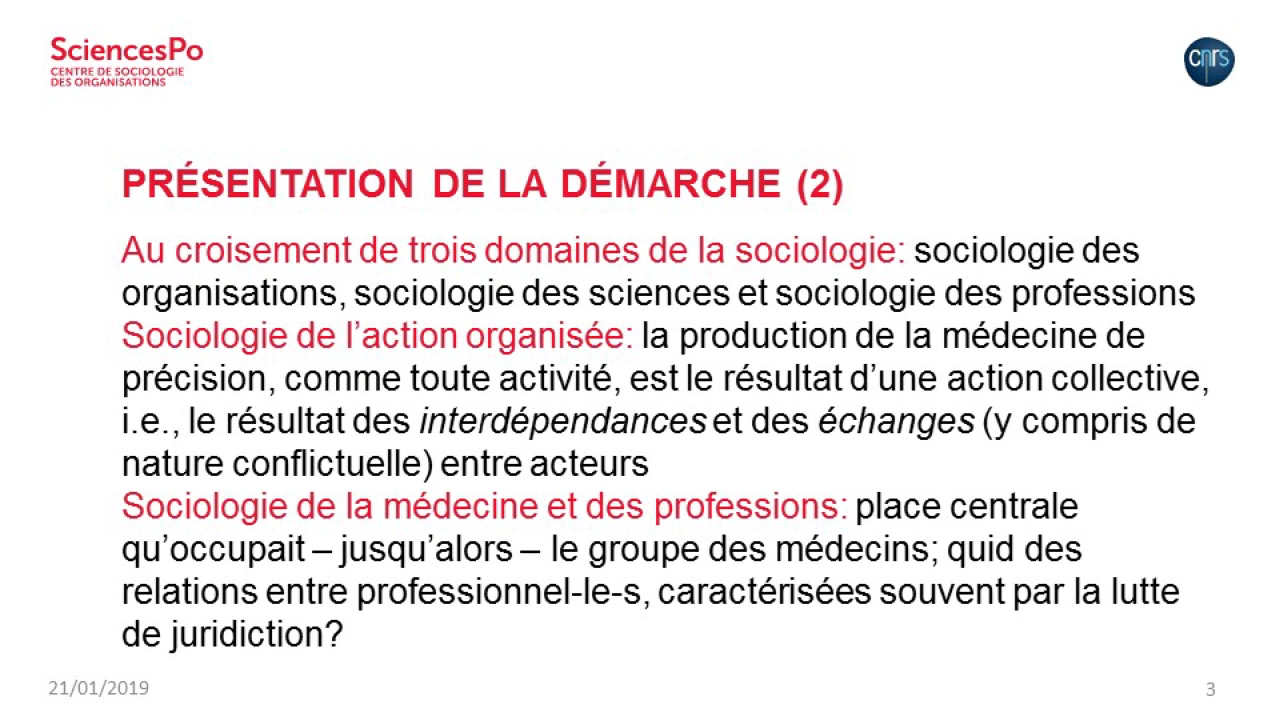 SciencesPo
CENTRE DE SOCIOLOGIE
DES ORGANISATIONS
cnrs
PRÉSENTATION DE LA DÉMARCHE (2)
Au croisement de trois domaines de la sociologie: sociologie des
organisations, sociologie des sciences et sociologie des professions
Sociologie de l’action organisée: la production de la médecine de
précision, comme toute activité, est le résultat d’une action collective,
i.e., le résultat des interdépendances et des échanges (y compris de
nature conflictuelle) entre acteurs
Sociologie de la médecine et des professions: place centrale
qu’occupait – jusqu’alors – le groupe des médecins; quid des
relations entre professionnel-le-s, caractérisées souvent par la lutte
de juridiction?
21/01/2019
3